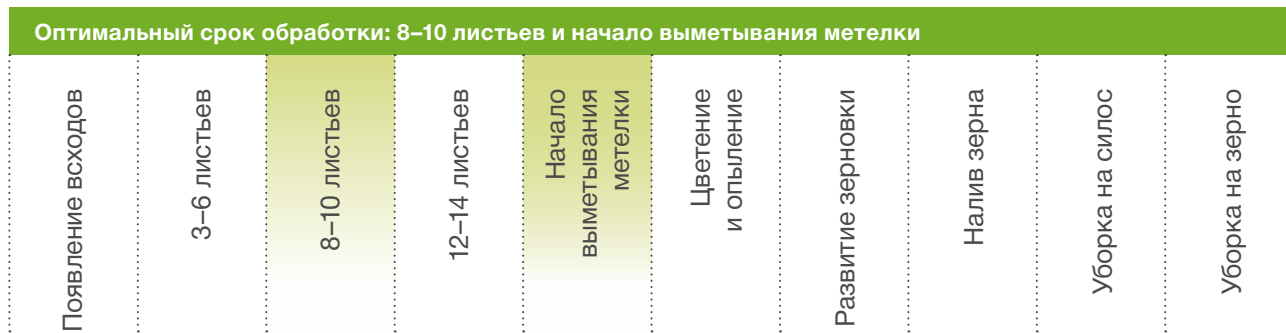 Оптимальный срок обработки: 8–10 листьев и начало выметывания метелки
Появление всходов
3–6 листьев
8–10 листьев
12–14 листьев
Начало
выметывания
метелки
Цветение
и опыление
Развитие зерновки
Налив зерна
Уборка на силос
Уборка на зерно